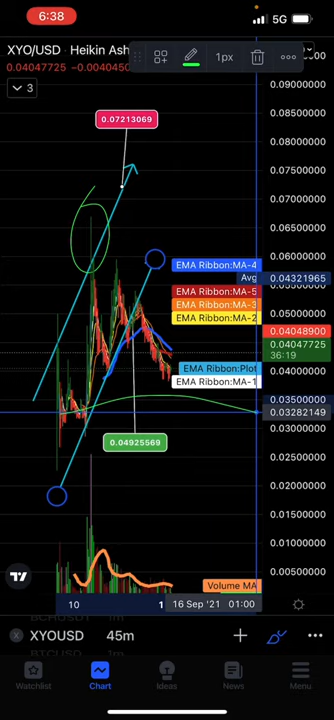 6:38
5G
XYO/USD · Heikin Ash
0.04047725 −0.0040450
1px
3
0.09000000
0.08500000
0.08000000
0.07213069
0.07500000
0.07000000
0.06500000
0.06000000
EMA Ribbon:MA-4
Avg
0.04321965
EMA Ribbon:MA-5
EMA Ribbon:MA-3
EMA Ribbon:MA-2
0.04048900
0.04047725
36:19
EMA Ribbon:Plot
0.04000000
EMA Ribbon:MA-1
0.03500000
0.03282149
0.03000000
0.04925569
0.02500000
0.02000000
0.01500000
0.01000000
0.00500000
Volume MA
10
1
16 Sep '21 01:00
XYOUSD 45m
Watchlist
Chart
Ideas
News
Menu